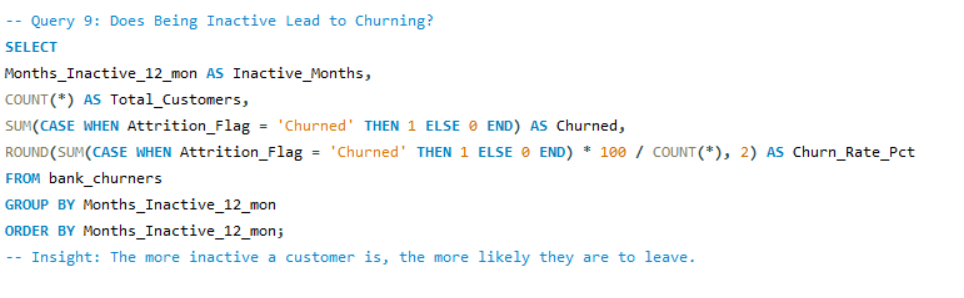 -- Query 9: Does Being Inactive Lead to Churning?
SELECT
Months_Inactive_12_mon AS Inactive_Months,
COUNT(*) AS Total_Customers,
SUM(CASE WHEN Attrition_Flag = 'Churned' THEN 1 ELSE 0 END) AS Churned,
ROUND(SUM(CASE WHEN Attrition_Flag = 'Churned' THEN 1 ELSE 0 END) * 100 / COUNT(*), 2) AS Churn_Rate_Pct
FROM bank_churners
GROUP BY Months_Inactive_12_mon
ORDER BY Months_Inactive_12_mon;
-- Insight: The more inactive a customer is, the more likely they are to leave.